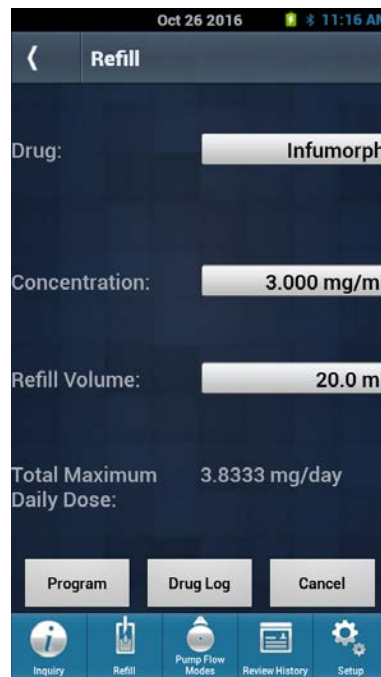 Oct 26 2016 11:16 AM
Refill
Drug: Infumorph
Concentration: 3.000 mg/m
Refill Volume: 20.0 m
Total Maximum 3.8333 mg/day
Daily Dose:
Program Drug Log Cancel
Inquiry Refill Pump Flow Modes Review History Setup